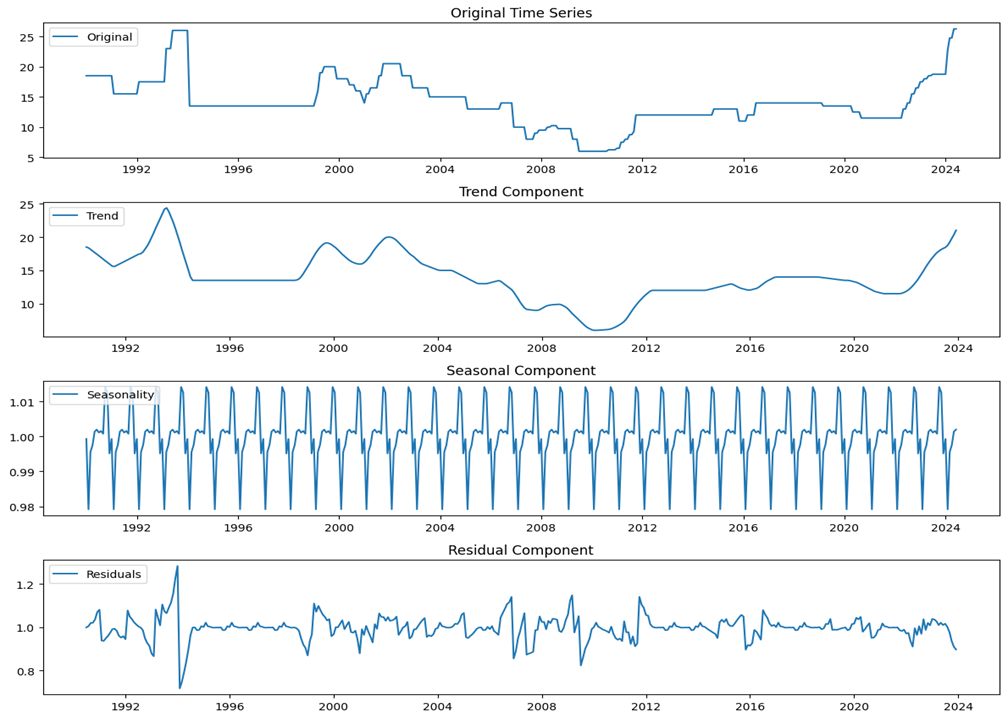 Original Time Series
Original
25
20
15
10
5
1992 1996 2000 2004 2008 2012 2016 2020 2024
Trend Component
Trend
25
20
15
10
1992 1996 2000 2004 2008 2012 2016 2020 2024
Seasonal Component
Seasonality
1.01
1.00
0.99
0.98
1992 1996 2000 2004 2008 2012 2016 2020 2024
Residual Component
Residuals
1.2
1.0
0.8
1992 1996 2000 2004 2008 2012 2016 2020 2024